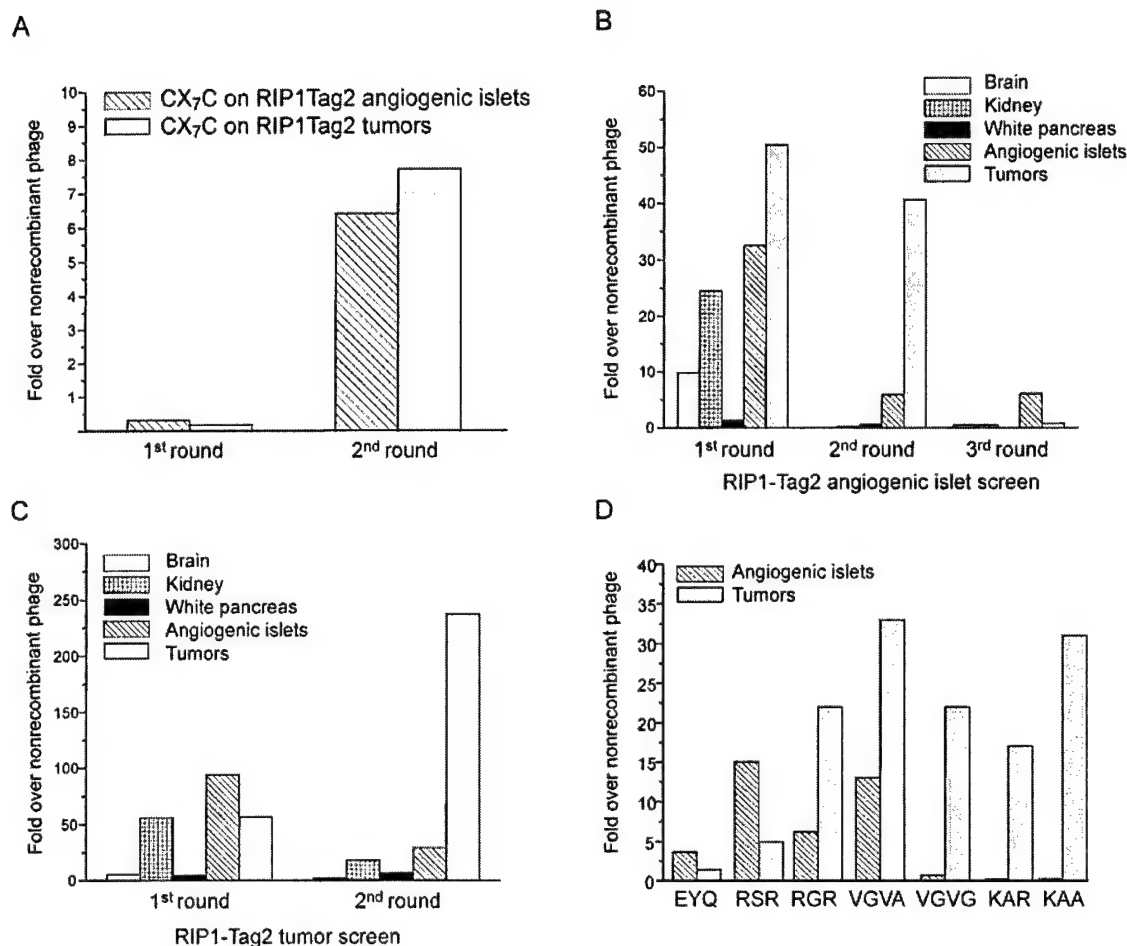 A
CX₇C on RIP1Tag2 angiogenic islets
CX₇C on RIP1Tag2 tumors
Fold over nonrecombinant phage
10
9
8
7
6
5
4
3
2
1
1st round
2nd round
B
Brain
Kidney
White pancreas
Angiogenic islets
Tumors
Fold over nonrecombinant phage
60
50
40
30
20
10
0
1st round
2nd round
3rd round
RIP1-Tag2 angiogenic islet screen
C
Brain
Kidney
White pancreas
Angiogenic islets
Tumors
Fold over nonrecombinant phage
300
250
200
150
100
50
0
1st round
2nd round
RIP1-Tag2 tumor screen
D
Angiogenic islets
Tumors
Fold over nonrecombinant phage
40
35
30
25
20
15
10
5
0
EYQ RSR RGR VGVA VGVG KAR KAA